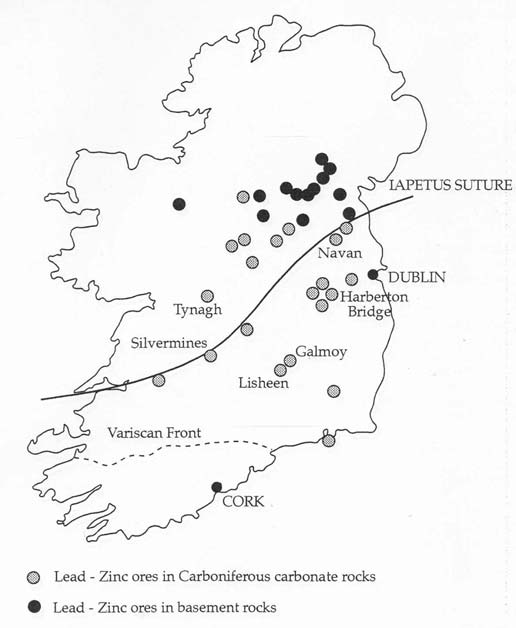 IAPETUS SUTURE
Navan
DUBLIN
Harberton
Bridge
Tynagh
Silvermines
Galmoy
Lisheen
Variscan Front
CORK
Lead - Zinc ores in Carboniferous carbonate rocks
Lead - Zinc ores in basement rocks